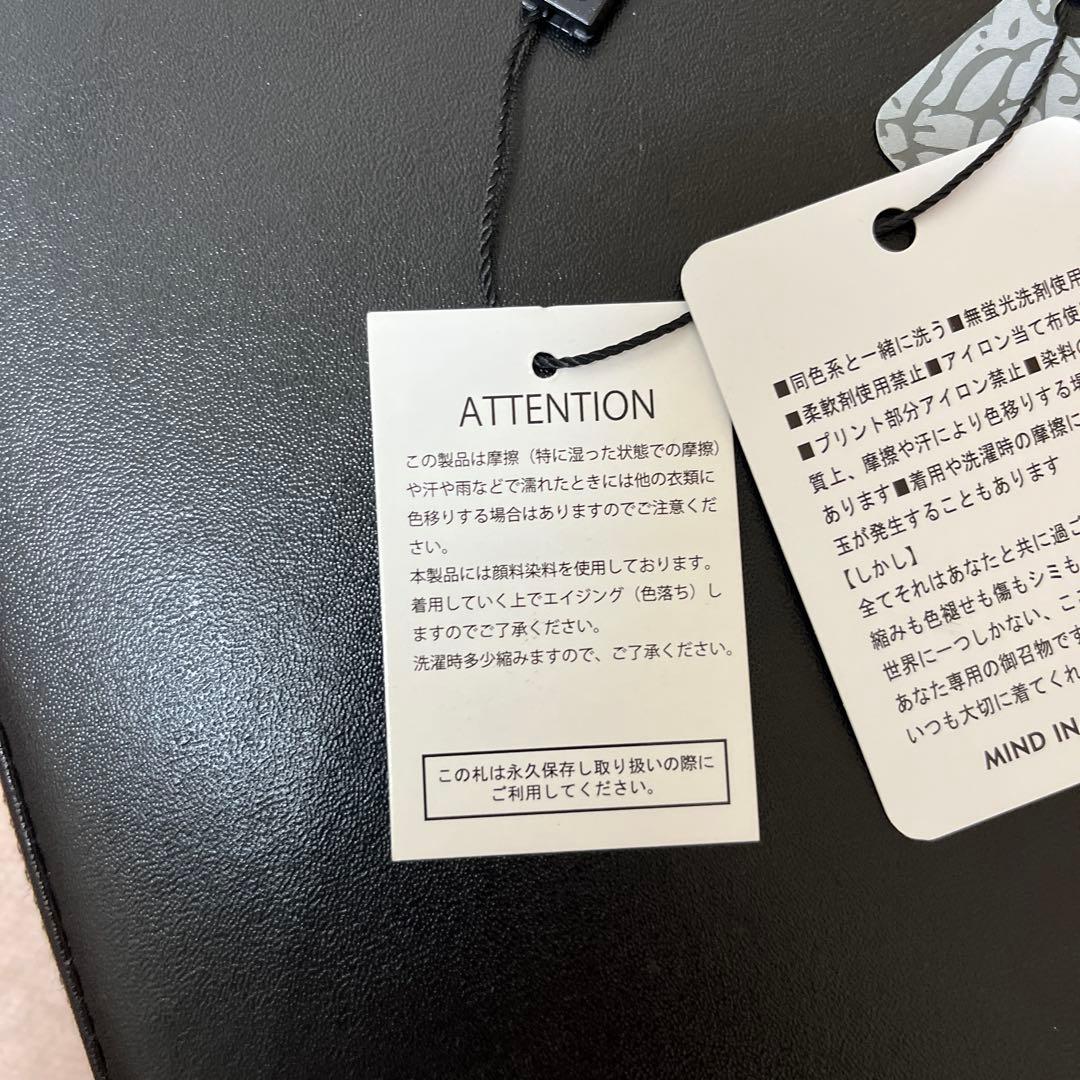 ATTENTION
この製品は摩擦（特に湿った状態での摩擦）
や汗や雨などで濡れたときには他の衣類に
色移りする場合はありますのでご注意くだ
さい。
本製品には顔料染料を使用しております。
着用していく上でエイジング（色落ち）し
ますのでご了承ください。
洗濯時多少縮みますので、ご了承ください。
この札は永久保存し取り扱いの際に
ご利用してください。
■同色系と一緒に洗う■無蛍光洗剤使用
■柔軟剤使用禁止■アイロン当て布使
■プリント部分アイロン禁止■染料の
質上、摩擦や汗により色移りする場
あります■着用や洗濯時の摩擦に
玉が発生することもあります
【しかし】
全てそれはあなたと共に過ご
縮みも色褪せも傷もシミも
世界に一つしかない、こ
あなた専用の御召物です
いつも大切に着てくれ
MIND IN